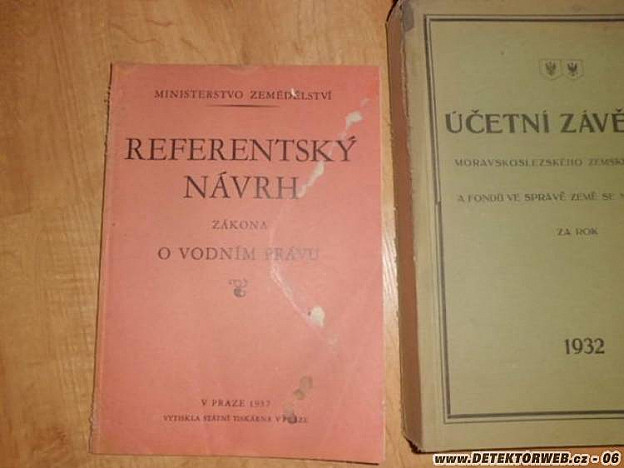 MINISTERSTVO ZEMĚDĚLSTVÍ
REFERENTSKÝ
NÁVRH
ZÁKONA
O VODNÍM PRÁVU
V PRAZE
VYTISKLA STÁTNÍ TISKÁRNA V PRAZE
ÚČETNÍ ZÁVĚ
MORAVSKOSLEZSKÉHO ZEMSK
A FONDŮ VE SPRÁVĚ ZEMĚ SE
ZA ROK
1932
www.DETEKTORWEB.cz - 06